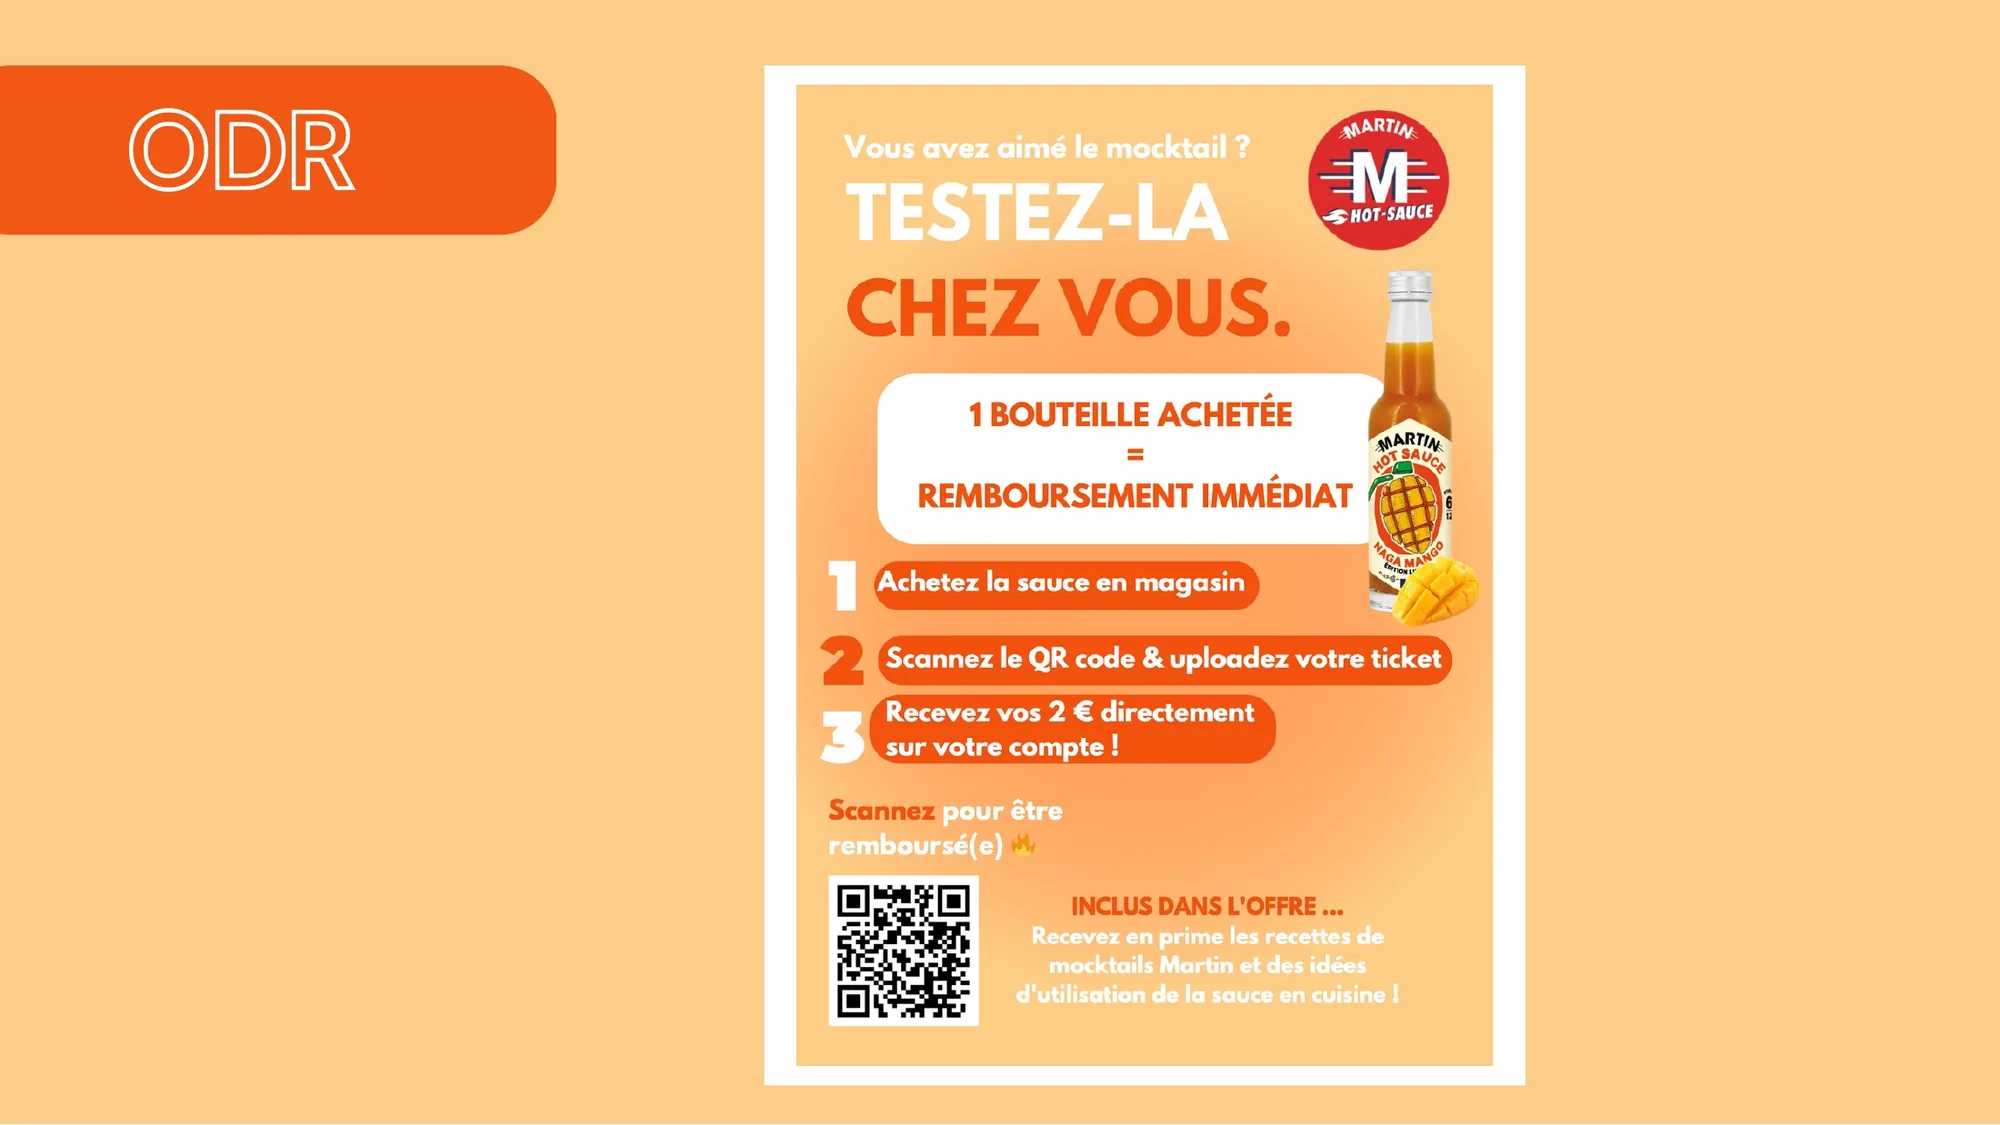 ODR
Vous avez aimé le mocktail ?
TESTEZ-LA
CHEZ VOUS.
MARTIN
M
HOT-SAUCE
1 BOUTEILLE ACHETÉE
=
REMBOURSEMENT IMMÉDIAT
MARTIN
HOT SAUCE
6
12
NAGA MANGO
1 Achetez la sauce en magasin
2 Scannez le QR code & uploadez votre ticket
3 Recevez vos 2 € directement
sur votre compte !
Scannez pour être
remboursé(e) 🔥
INCLUS DANS L'OFFRE ...
Recevez en prime les recettes de
mocktails Martin et des idées
d'utilisation de la sauce en cuisine !